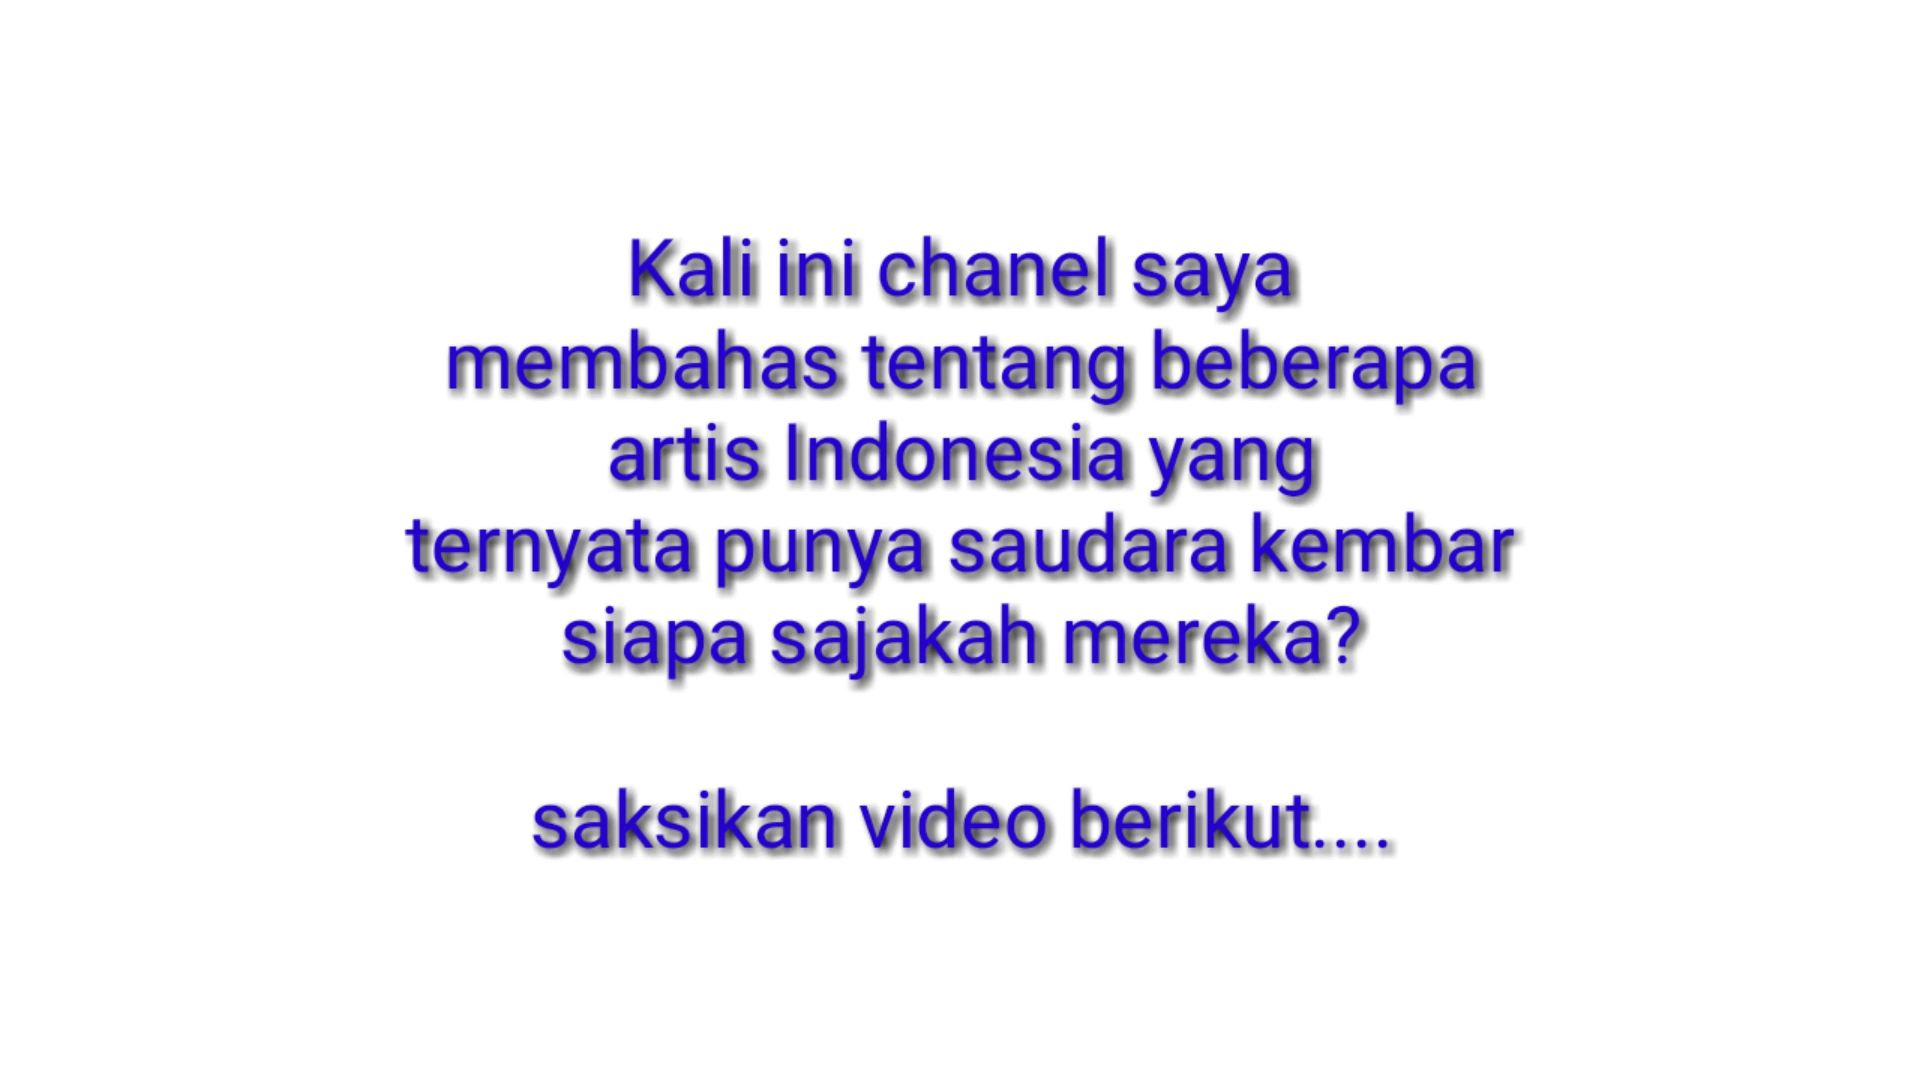 Kali ini chanel saya
membahas tentang beberapa
artis Indonesia yang
ternyata punya saudara kembar
siapa sajakah mereka?
saksikan video berikut....